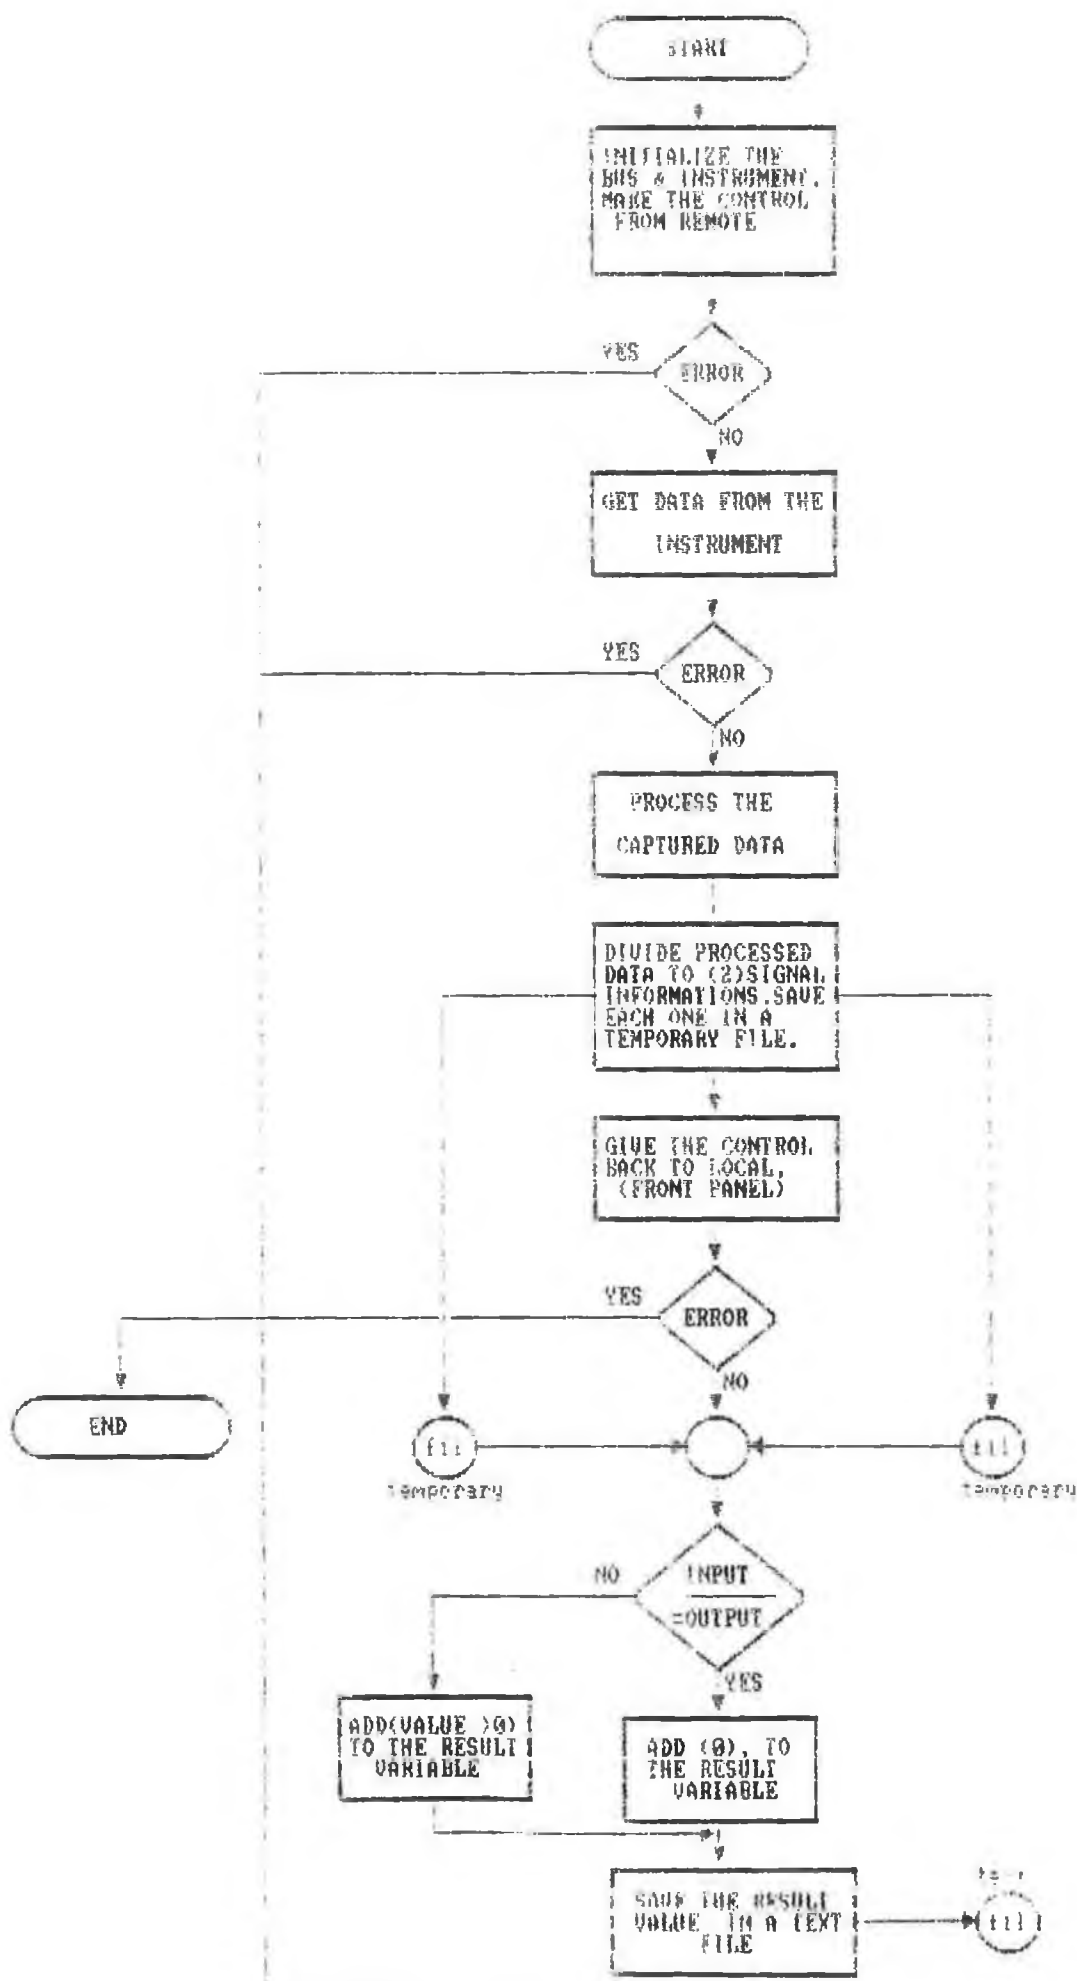 START
INITIALIZE THE
BUS & INSTRUMENT.
MAKE THE CONTROL
FROM REMOTE
YES
ERROR
NO
GET DATA FROM THE
INSTRUMENT
YES
ERROR
NO
PROCESS THE
CAPTURED DATA
DIVIDE PROCESSED
DATA TO (2)SIGNAL
INFORMATIONS.SAVE
EACH ONE IN A
TEMPORARY FILE.
GIVE THE CONTROL
BACK TO LOCAL,
(FRONT PANEL)
YES
ERROR
NO
END
fil
fil
temporary
temporary
NO
INPUT
=OUTPUT
YES
ADD(VALUE >0)
TO THE RESULT
VARIABLE
ADD (0), TO
THE RESULT
VARIABLE
SAVE THE RESULT
VALUE IN A TEXT
FILE
fil